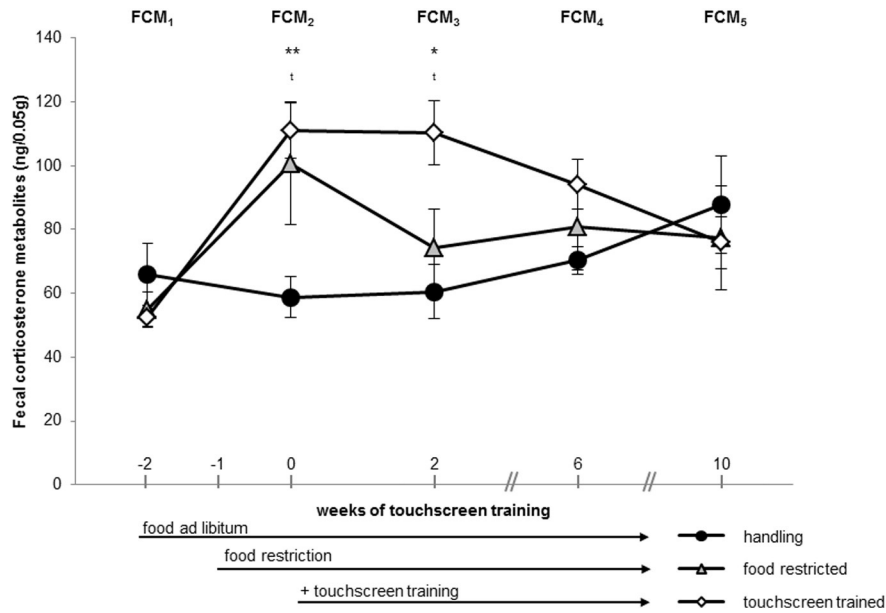 FCM₁ FCM₂ FCM₃ FCM₄ FCM₅
140
** *
t t
120
100
80
60
40
20
0
Fecal corticosterone metabolites (ng/0.05g)
-2 -1 0 2 6 10
weeks of touchscreen training
food ad libitum
food restriction
+ touchscreen training
handling
food restricted
touchscreen trained